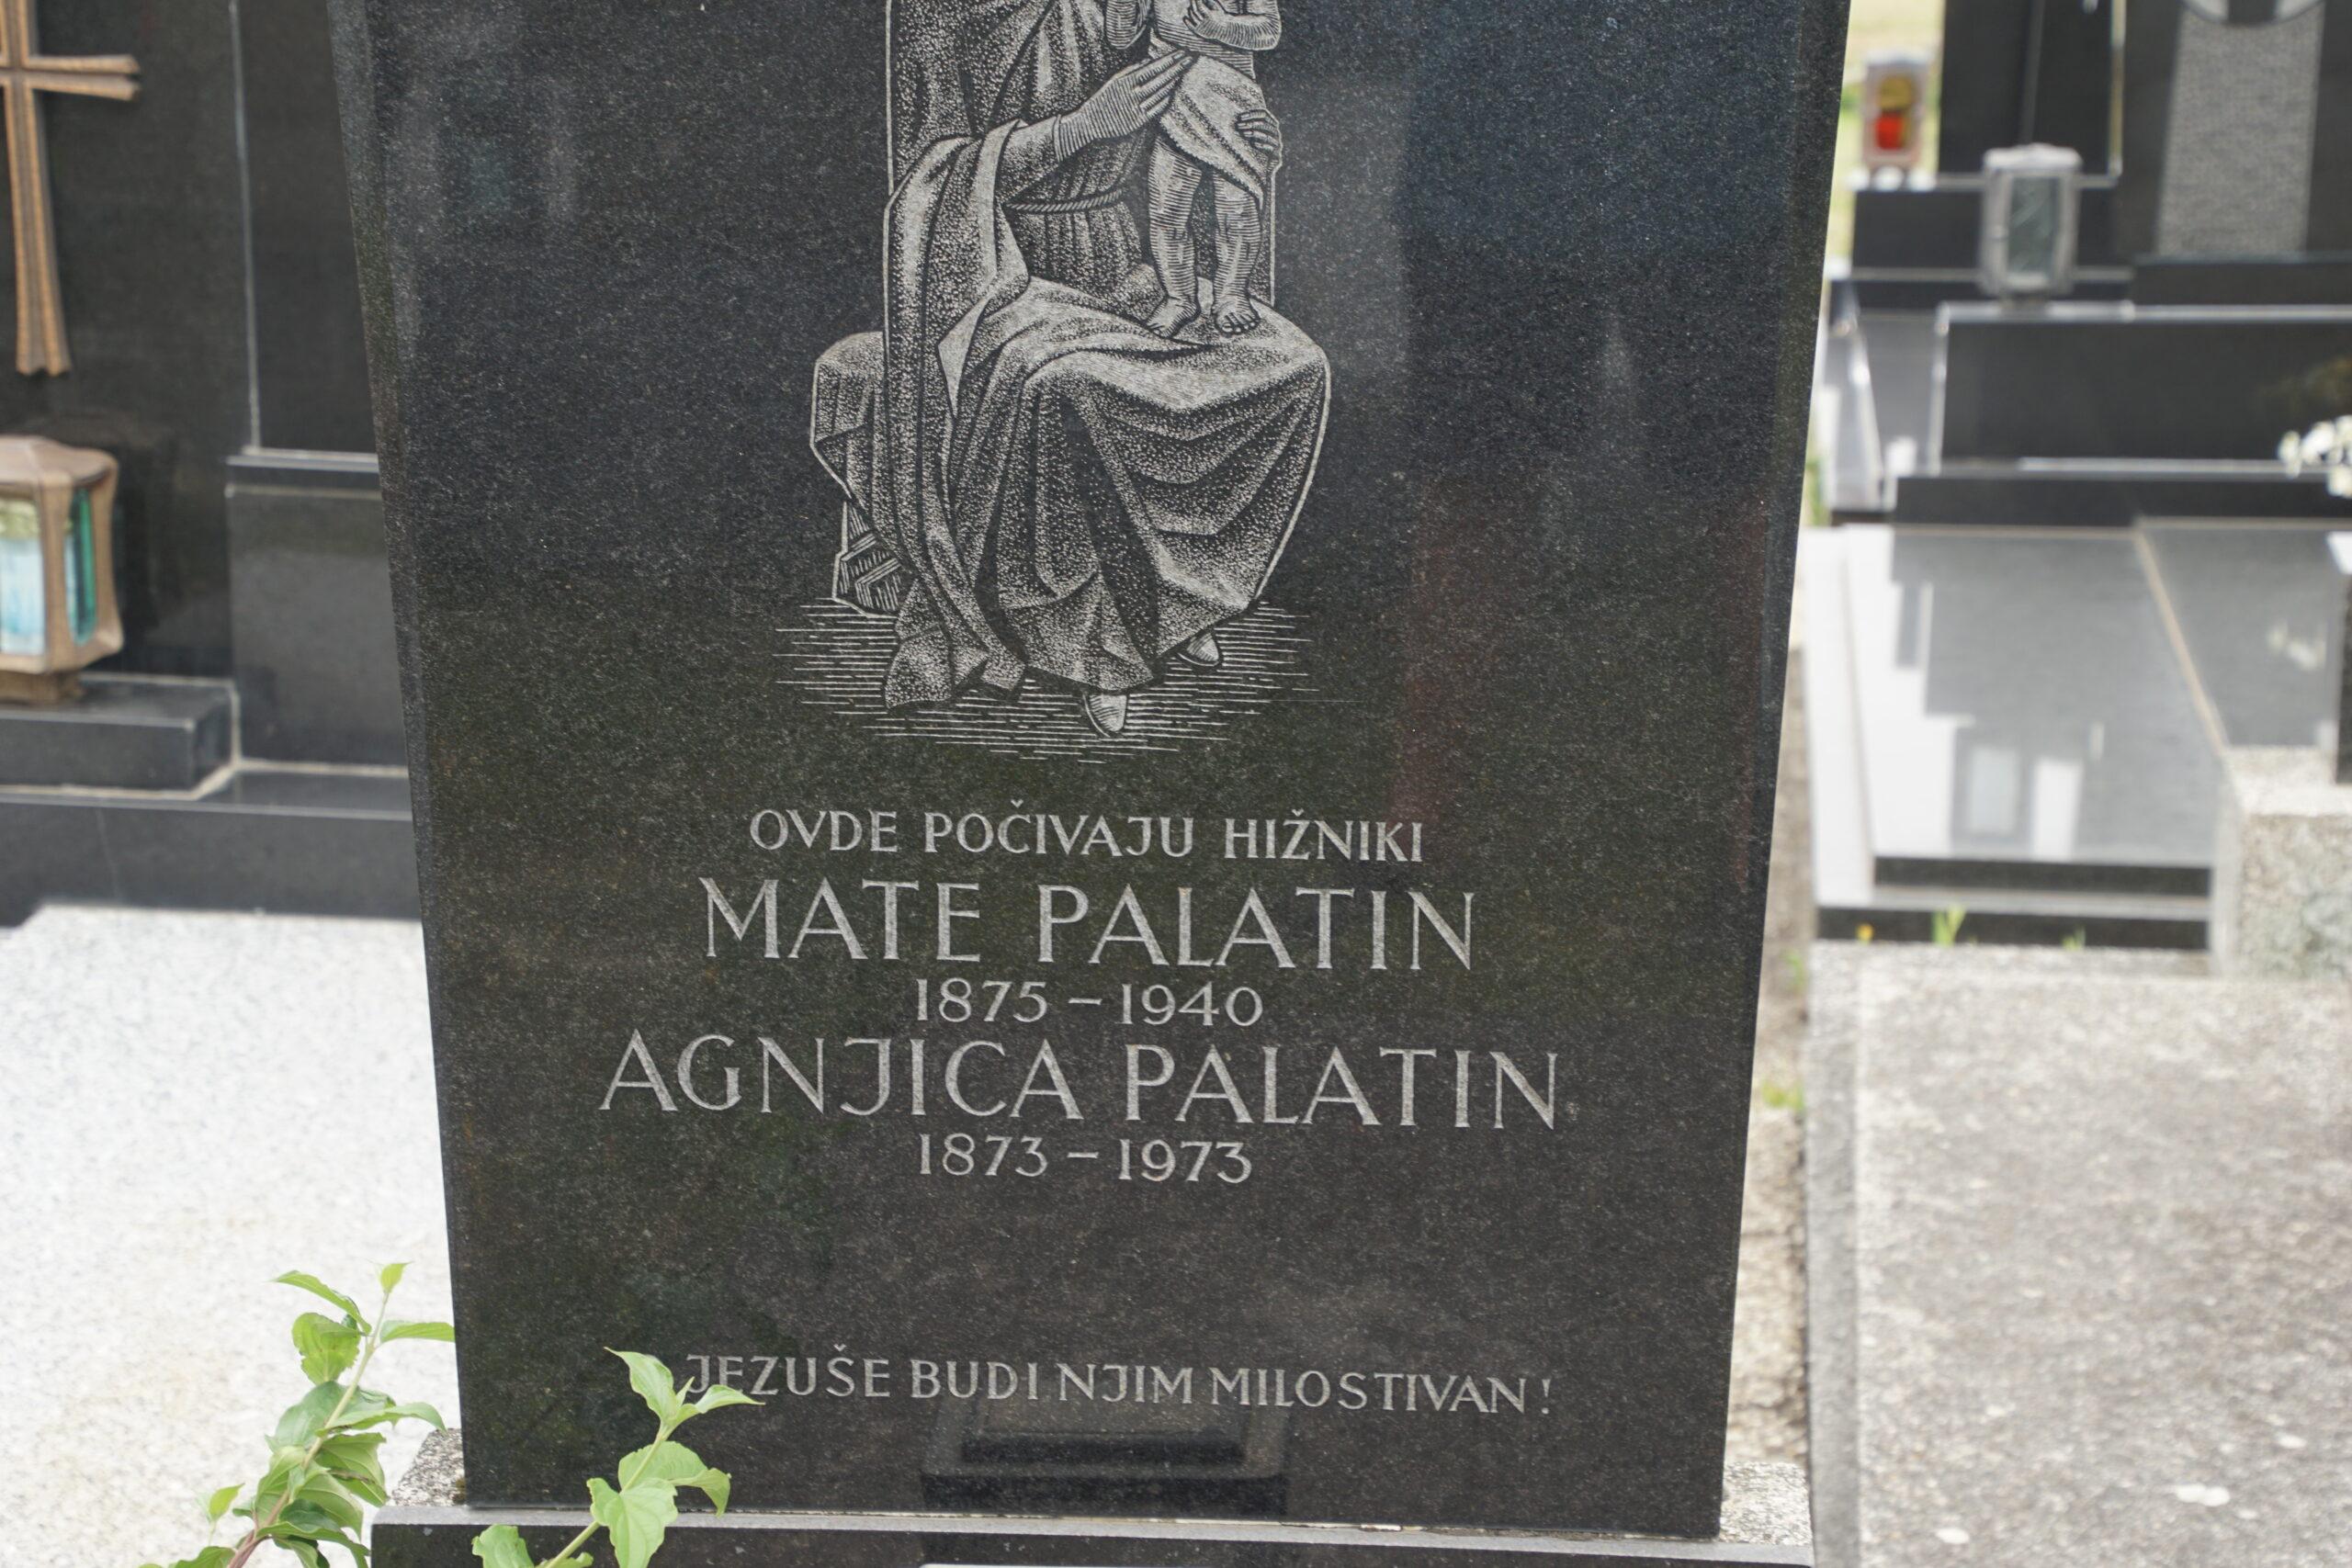 OVDE POČIVAJU HIŽNIKI
MATE PALATIN
1875 – 1940
AGNJICA PALATIN
1873 – 1973
JEZUŠE BUDI NJIM MILOSTIVAN!